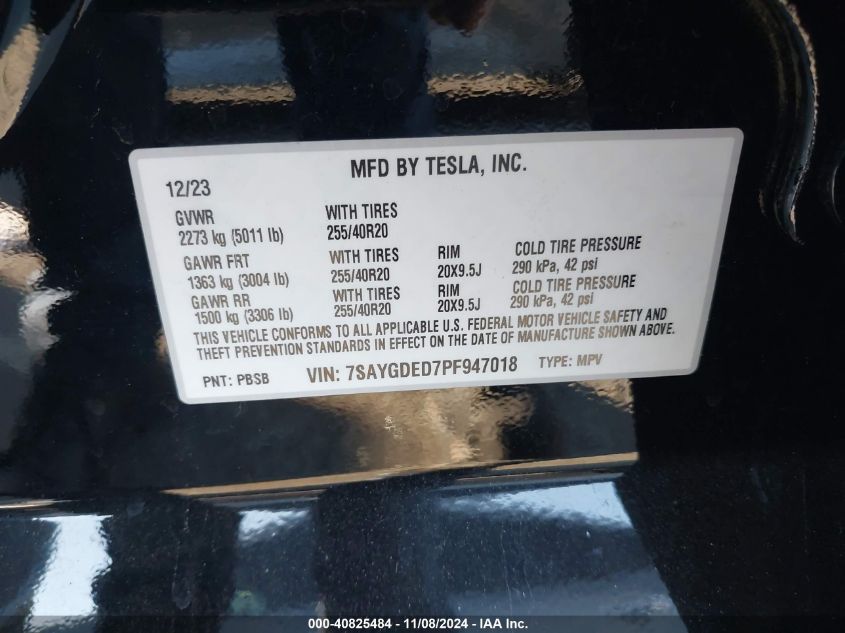 MFD BY TESLA, INC.
12/23
GVWR WITH TIRES
2273 kg (5011 lb) 255/40R20
GAWR FRT WITH TIRES RIM COLD TIRE PRESSURE
1363 kg (3004 lb) 255/40R20 20X9.5J 290 kPa, 42 psi
GAWR RR WITH TIRES RIM COLD TIRE PRESSURE
1500 kg (3306 lb) 255/40R20 20X9.5J 290 kPa, 42 psi
THIS VEHICLE CONFORMS TO ALL APPLICABLE U.S. FEDERAL MOTOR VEHICLE SAFETY AND
THEFT PREVENTION STANDARDS IN EFFECT ON THE DATE OF MANUFACTURE SHOWN ABOVE.
PNT: PBSB VIN: 7SAYGDED7PF947018 TYPE: MPV
000-40825484 - 11/08/2024 - IAA Inc.